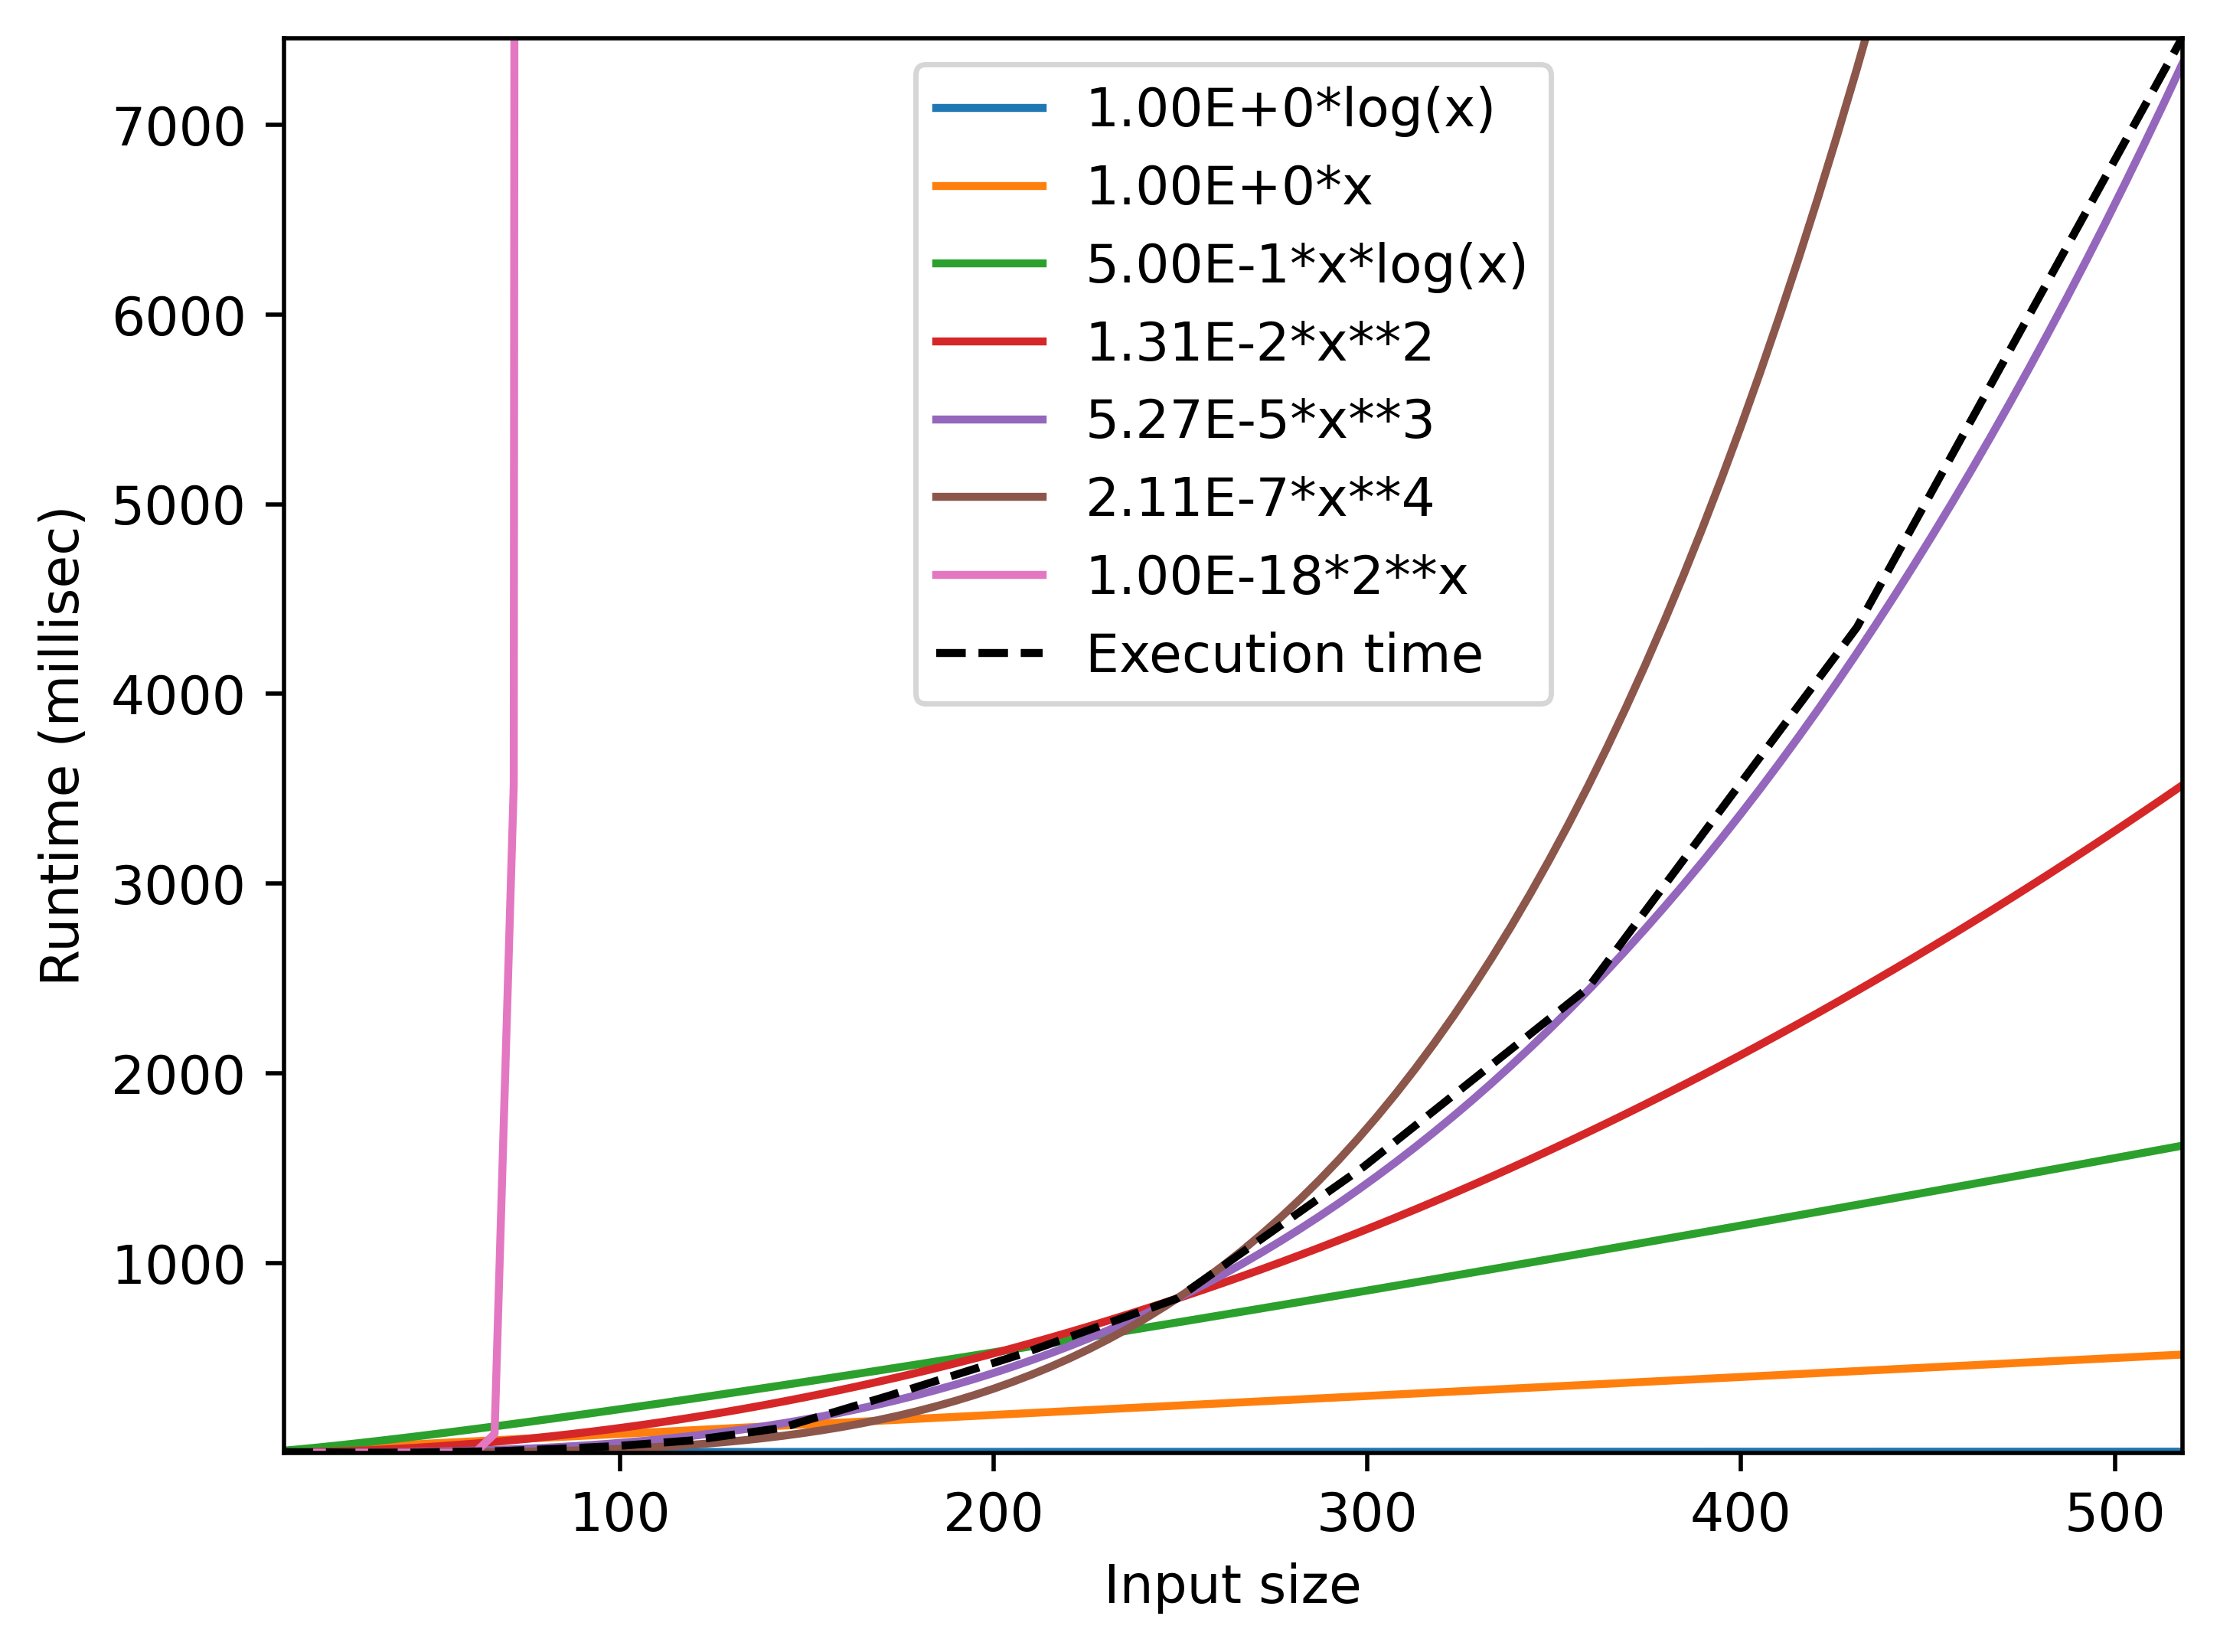 1.00E+0*log(x)
1.00E+0*x
5.00E-1*x*log(x)
1.31E-2*x**2
5.27E-5*x**3
2.11E-7*x**4
1.00E-18*2**x
Execution time
7000
6000
5000
4000
3000
2000
1000
Runtime (millisec)
100 200 300 400 500
Input size